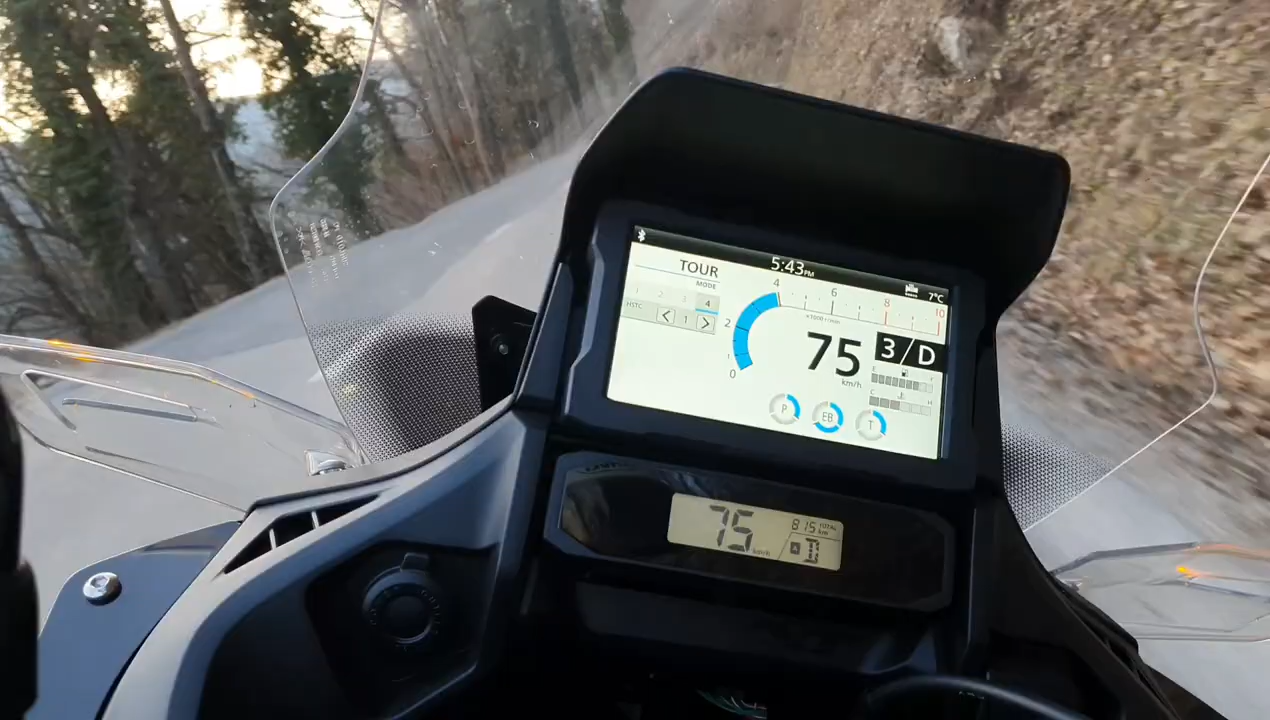 5:43PM
7°C
TOUR
MODE
1 2 3 4
HSTC < 1 >
0 1 2 4 6 8 10
x1000 r/min
75
km/h
3/D
E F
C H
P EB T
75 km/h
815 TOTAL km
A